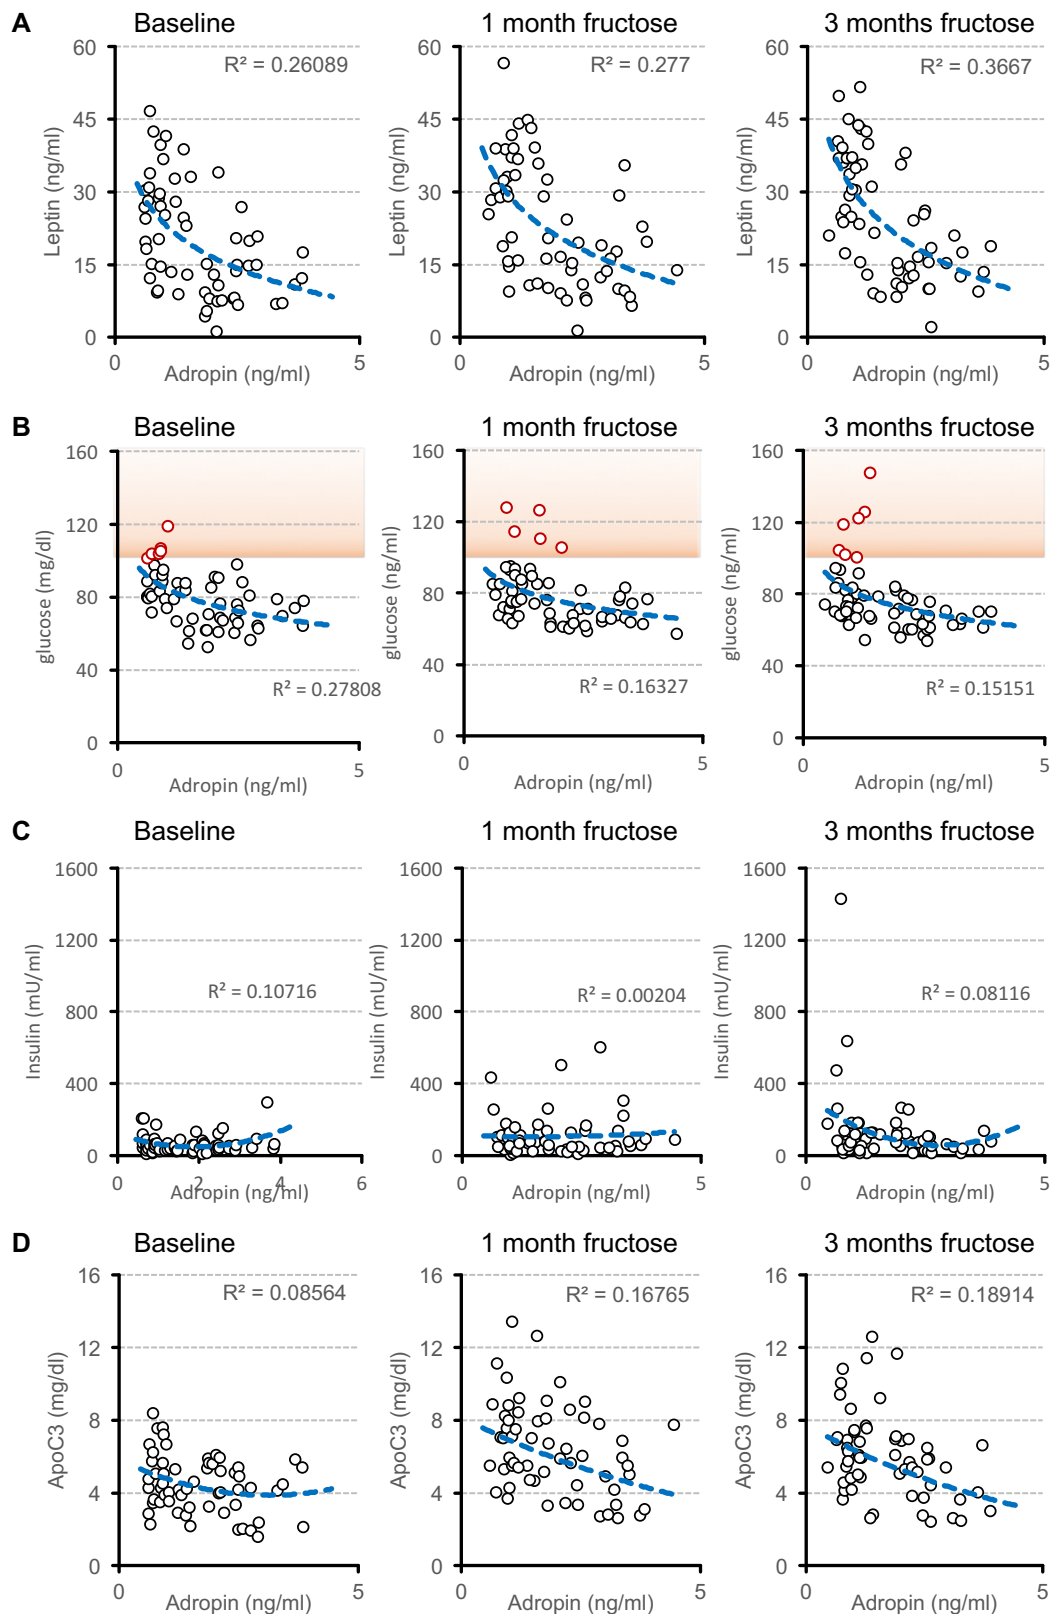 A Baseline 1 month fructose 3 months fructose
60 60 60
R² = 0.26089 R² = 0.277 R² = 0.3667
45 45 45
Leptin (ng/ml) Leptin (ng/ml) Leptin (ng/ml)
30 30 30
15 15 15
0 0 0
0 5 0 5 0 5
Adropin (ng/ml) Adropin (ng/ml) Adropin (ng/ml)
B Baseline 1 month fructose 3 months fructose
160 160 160
120 120 120
glucose (mg/dl) glucose (ng/ml) glucose (ng/ml)
80 80 80
40 40 40
R² = 0.27808 R² = 0.16327 R² = 0.15151
0 0 0
0 5 0 5 0 5
Adropin (ng/ml) Adropin (ng/ml) Adropin (ng/ml)
C Baseline 1 month fructose 3 months fructose
1600 1600 1600
1200 1200 1200
Insulin (mU/ml) Insulin (mU/ml) Insulin (mU/ml)
R² = 0.10716 R² = 0.00204 R² = 0.08116
800 800 800
400 400 400
0 0 0
0 2 4 6 0 5 0 5
Adropin (ng/ml) Adropin (ng/ml) Adropin (ng/ml)
D Baseline 1 month fructose 3 months fructose
16 16 16
R² = 0.08564 R² = 0.16765 R² = 0.18914
12 12 12
ApoC3 (mg/dl) ApoC3 (mg/dl) ApoC3 (mg/dl)
8 8 8
4 4 4
0 0 0
0 5 0 5 0 5
Adropin (ng/ml) Adropin (ng/ml) Adropin (ng/ml)